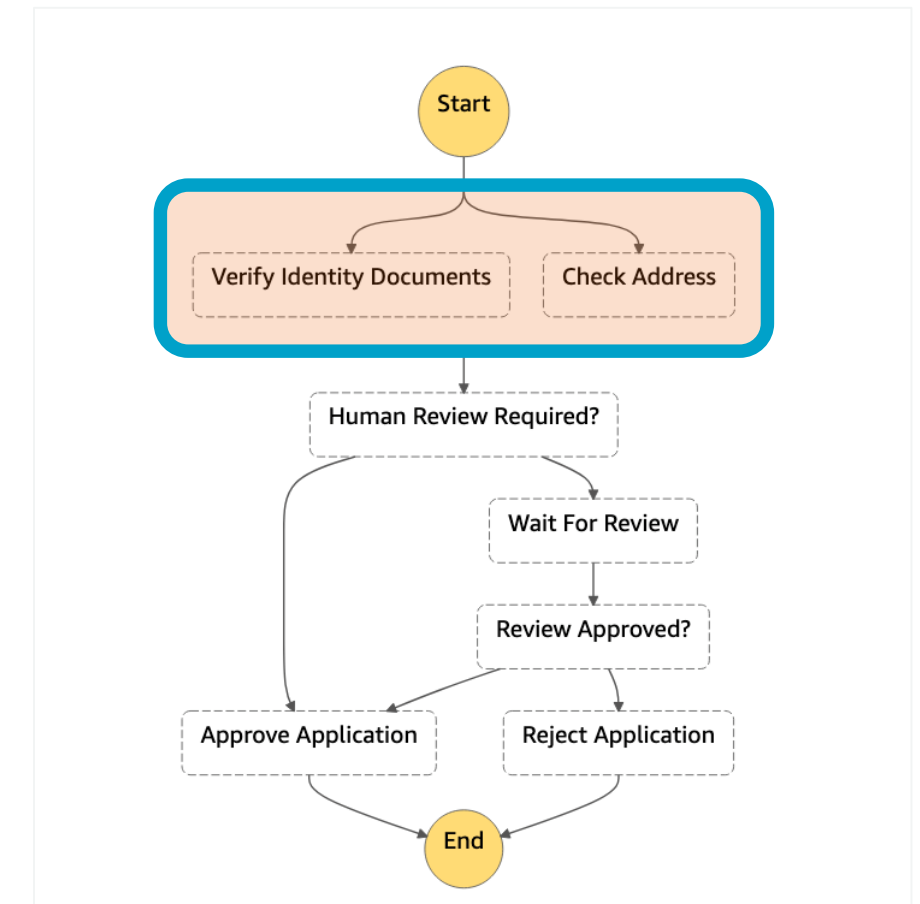 Start
Verify Identity Documents
Check Address
Human Review Required?
Wait For Review
Review Approved?
Approve Application
Reject Application
End